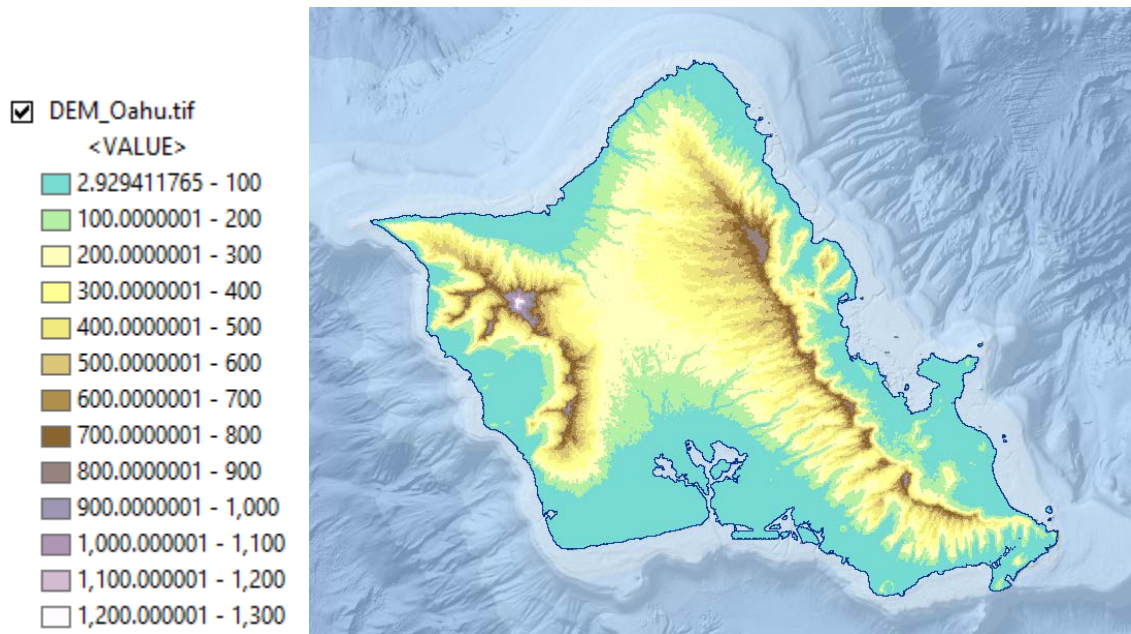 DEM_Oahu.tif
<VALUE>
2.929411765 - 100
100.0000001 - 200
200.0000001 - 300
300.0000001 - 400
400.0000001 - 500
500.0000001 - 600
600.0000001 - 700
700.0000001 - 800
800.0000001 - 900
900.0000001 - 1,000
1,000.000001 - 1,100
1,100.000001 - 1,200
1,200.000001 - 1,300